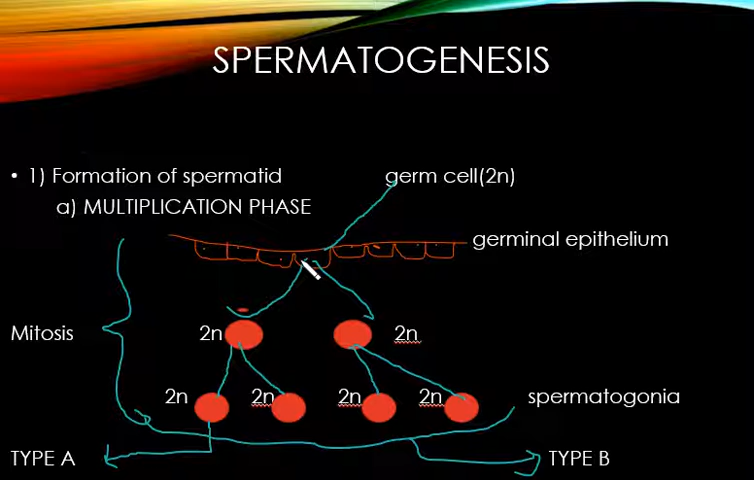 SPERMATOGENESIS
• 1) Formation of spermatid
germ cell(2n)
a) MULTIPLICATION PHASE
germinal epithelium
Mitosis
2n
2n
2n
2n
2n
2n
spermatogonia
TYPE A
TYPE B